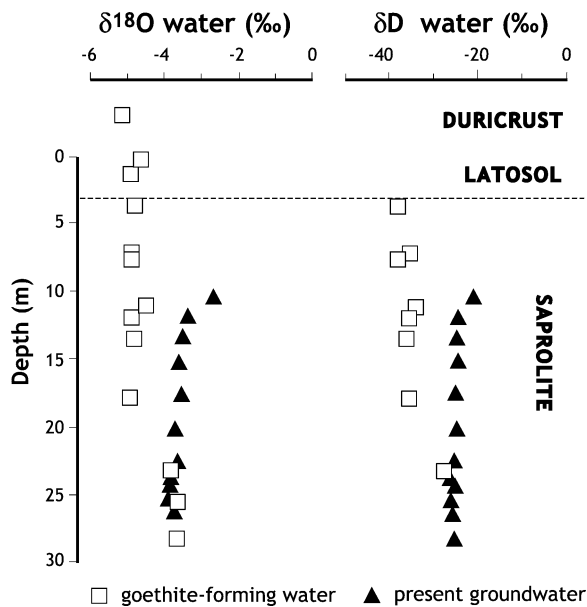 δ18O water (‰) δD water (‰)
-6 -4 -2 0 -40 -20 0
DURICRUST
0
LATOSOL
5
10
15
20
25
30
Depth (m)
SAPROLITE
goethite-forming water present groundwater